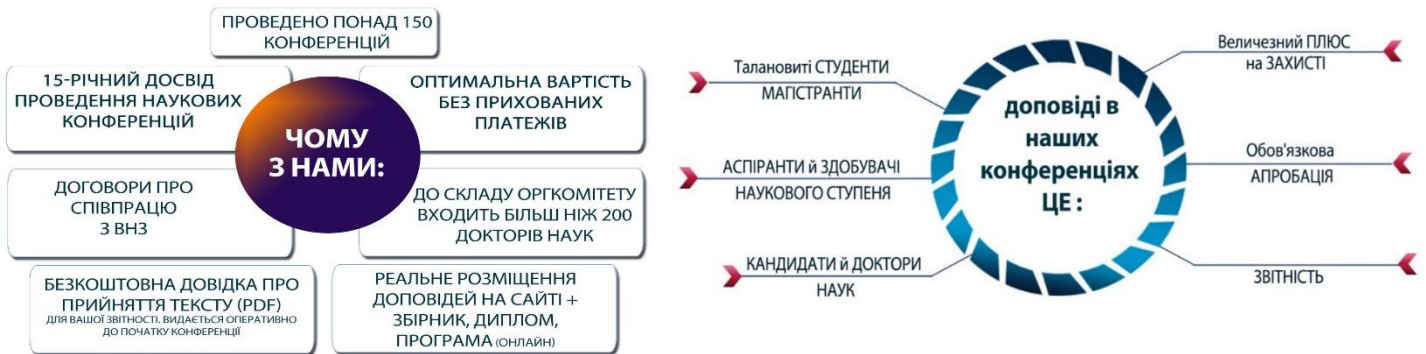 ПРОВЕДЕНО ПОНАД 150
КОНФЕРЕНЦІЙ
15-РІЧНИЙ ДОСВІД
ПРОВЕДЕННЯ НАУКОВИХ
КОНФЕРЕНЦІЙ
ОПТИМАЛЬНА ВАРТІСТЬ
БЕЗ ПРИХОВАНИХ
ПЛАТЕЖІВ
ЧОМУ
З НАМИ:
ДОГОВОРИ ПРО
СПІВПРАЦЮ
З ВНЗ
ДО СКЛАДУ ОРГКОМІТЕТУ
ВХОДИТЬ БІЛЬШ НІЖ 200
ДОКТОРІВ НАУК
БЕЗКОШТОВНА ДОВІДКА ПРО
ПРИЙНЯТТЯ ТЕКСТУ (PDF)
ДЛЯ ВАШОЇ ЗВІТНОСТІ. ВИДАЄТЬСЯ ОПЕРАТИВНО
ДО ПОЧАТКУ КОНФЕРЕНЦІЇ
РЕАЛЬНЕ РОЗМІЩЕННЯ
ДОПОВІДЕЙ НА САЙТІ +
ЗБІРНИК, ДИПЛОМ,
ПРОГРАМА (ОНЛАЙН)
Талановиті СТУДЕНТИ
МАГІСТРАНТИ
АСПІРАНТИ й ЗДОБУВАЧІ
НАУКОВОГО СТУПЕНЯ
КАНДИДАТИ й ДОКТОРИ
НАУК
доповіді в
наших
конференціях
ЦЕ :
Величезний ПЛЮС
на ЗАХИСТІ
Обов'язкова
АПРОБАЦІЯ
ЗВІТНІСТЬ